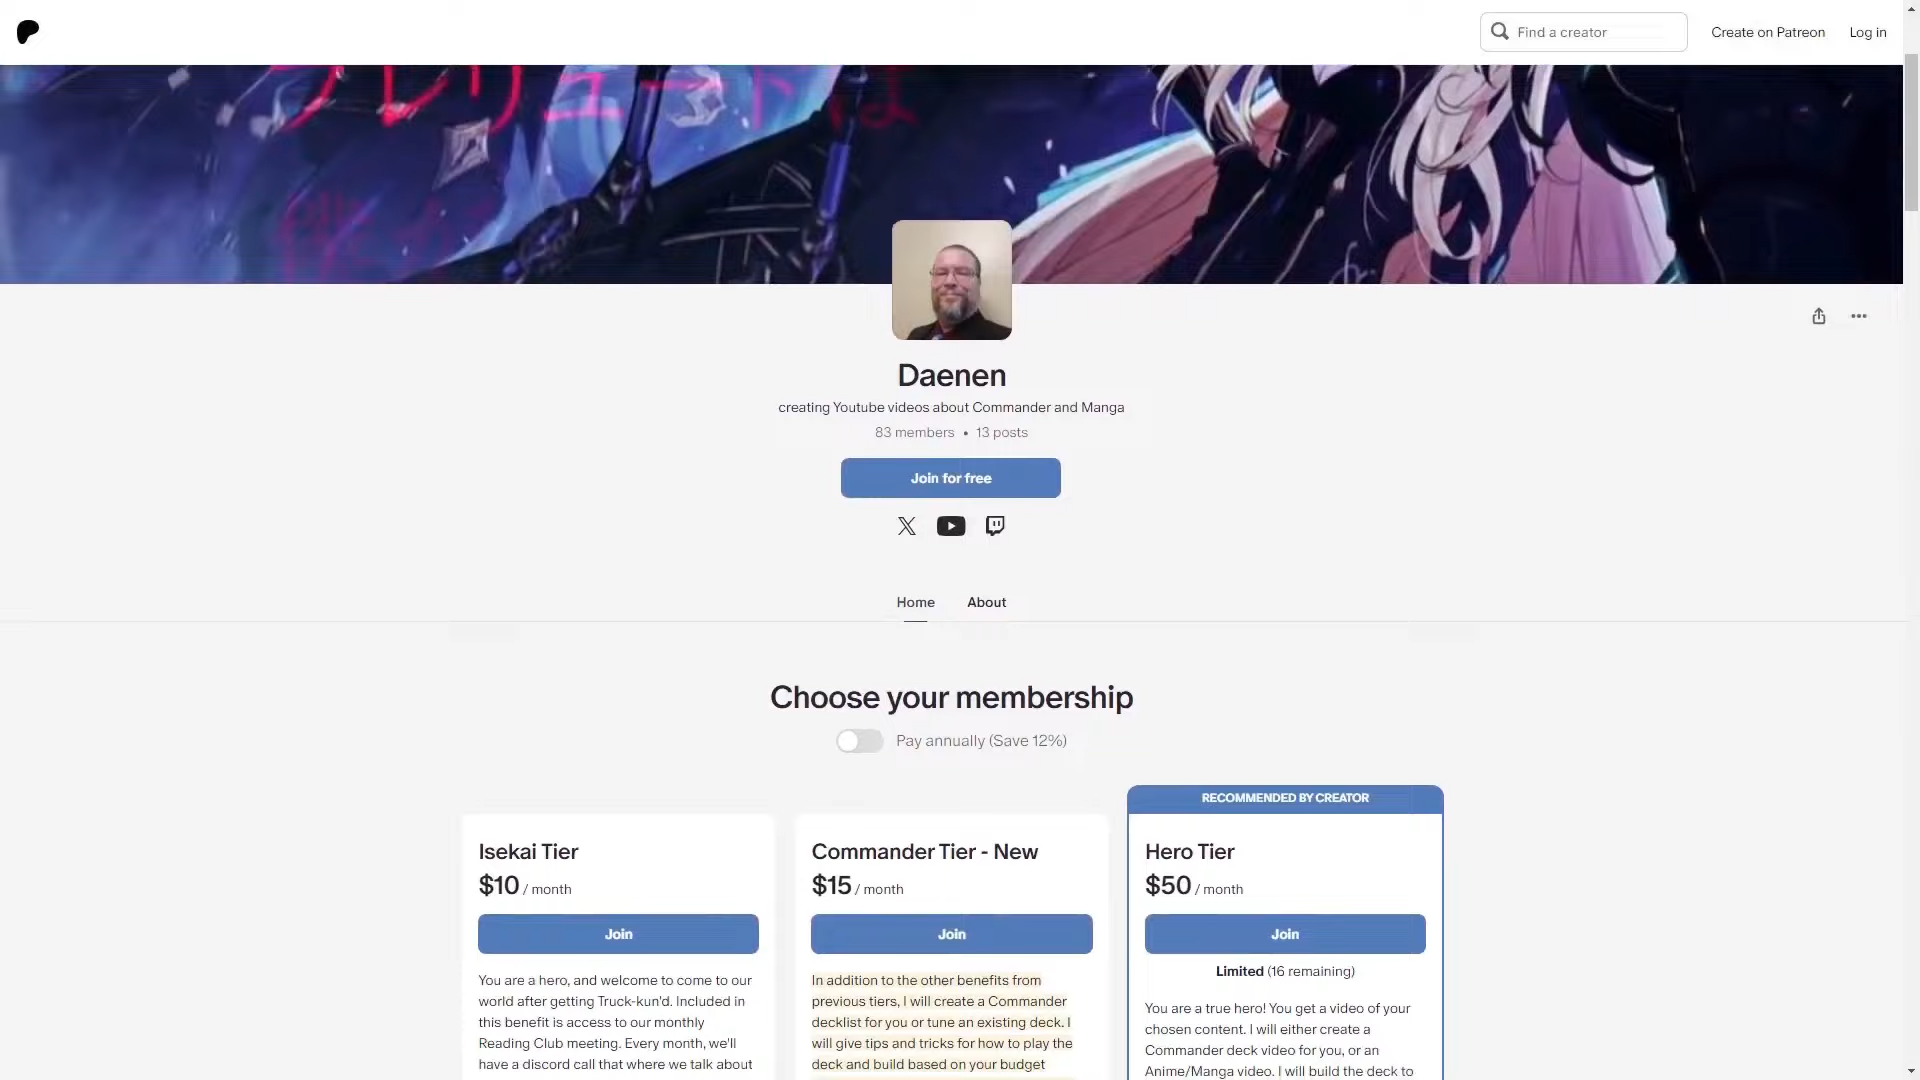 Find a creator
Create on Patreon
Log in
プレリュードは
Daenen
creating Youtube videos about Commander and Manga
83 members • 13 posts
Join for free
Home
About
Choose your membership
Pay annually (Save 12%)
RECOMMENDED BY CREATOR
Isekai Tier
$10 / month
Join
You are a hero, and welcome to come to our
world after getting Truck-kun'd. Included in
this benefit is access to our monthly
Reading Club meeting. Every month, we'll
have a discord call that where we talk about
Commander Tier - New
$15 / month
Join
In addition to the other benefits from
previous tiers, I will create a Commander
decklist for you or tune an existing deck. I
will give tips and tricks for how to play the
deck and build based on your budget
Hero Tier
$50 / month
Join
Limited (16 remaining)
You are a true hero! You get a video of your
chosen content. I will either create a
Commander deck video for you, or an
Anime/Manga video. I will build the deck to